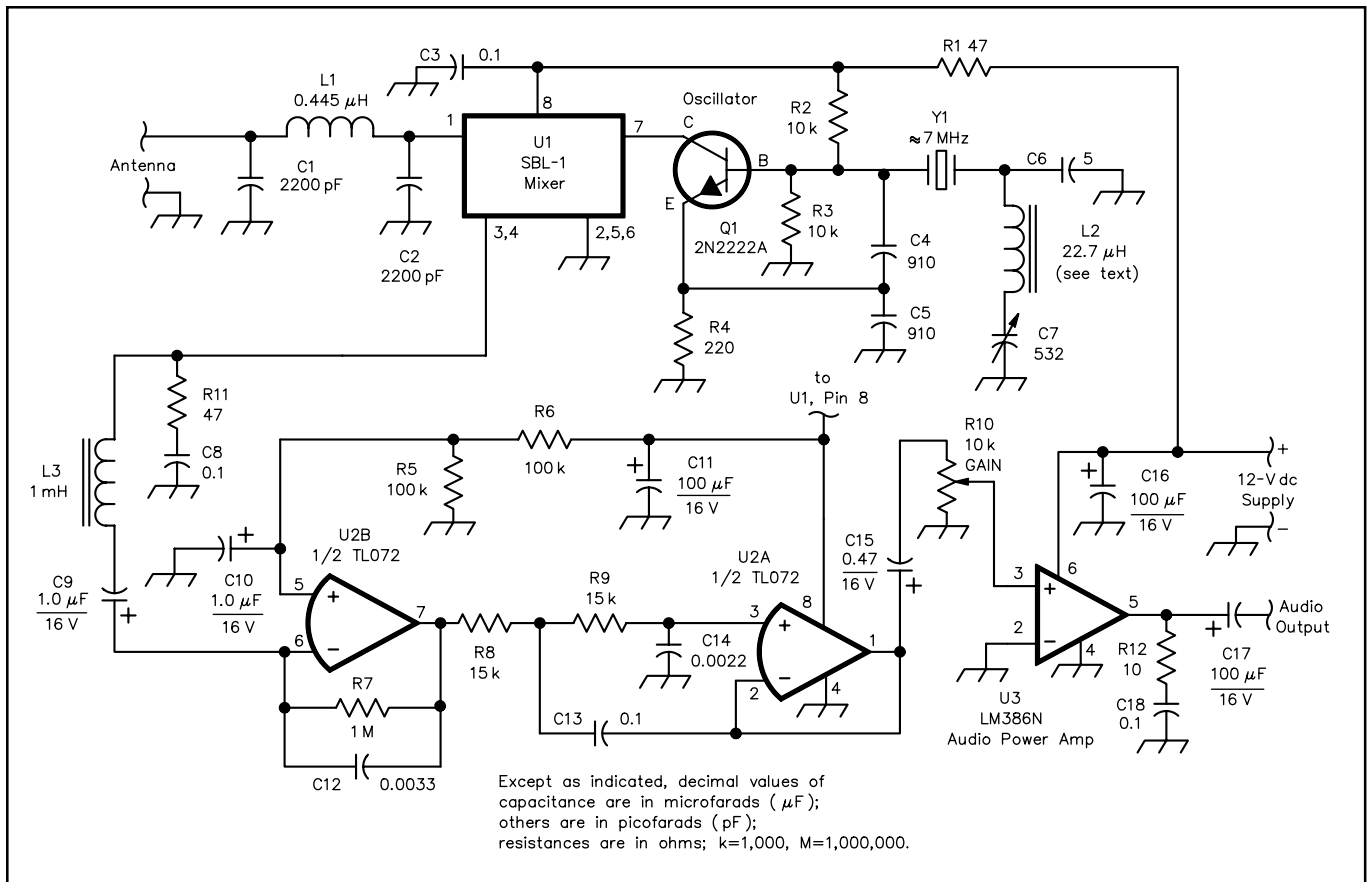 C3
0.1
R1 47
L1
0.445 μH
8
Oscillator
R2
10 k
Y1
≈ 7 MHz
1
U1
SBL-1
Mixer
7
C
B
E
C6
5
Antenna
C1
2200 pF
C2
2200 pF
3,4
2,5,6
Q1
2N2222A
R3
10 k
C4
910
L2
22.7 μH
(see text)
R4
220
C5
910
C7
532
R11
47
C8
0.1
L3
1 mH
to
U1, Pin 8
R6
100 k
R5
100 k
+
C11
100 μF
16 V
R10
10 k
GAIN
+
C16
100 μF
16 V
+
12-V dc
Supply
−
U2B
1/2 TL072
+
C10
1.0 μF
16 V
C9
1.0 μF
16 V
+
5
+
6
−
7
R8
15 k
R9
15 k
C14
0.0022
U2A
1/2 TL072
3
+
8
−
2
4
1
C15
0.47
16 V
+
3
+
6
2
−
4
5
U3
LM386N
Audio Power Amp
R12
10
C18
0.1
+
C17
100 μF
16 V
Audio
Output
R7
1 M
C12
0.0033
C13
0.1
Except as indicated, decimal values of
capacitance are in microfarads ( μF);
others are in picofarads (pF);
resistances are in ohms; k=1,000, M=1,000,000.